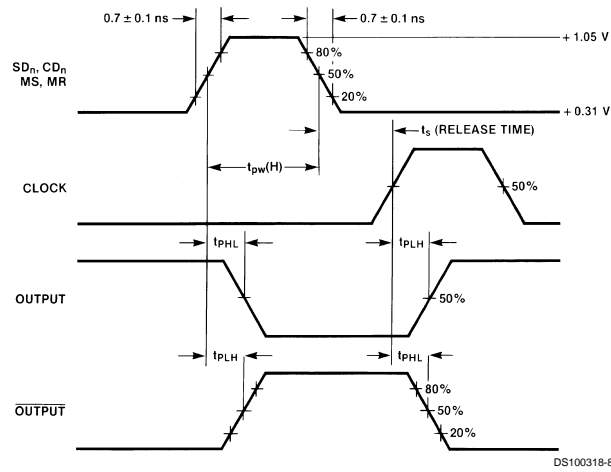 0.7 ± 0.1 ns
0.7 ± 0.1 ns
+ 1.05 V
80%
SDn, CDn
MS, MR
50%
20%
+ 0.31 V
ts (RELEASE TIME)
tpw(H)
CLOCK
50%
tPHL
tPLH
OUTPUT
50%
tPLH
tPHL
80%
OUTPUT
50%
20%
DS100318-8